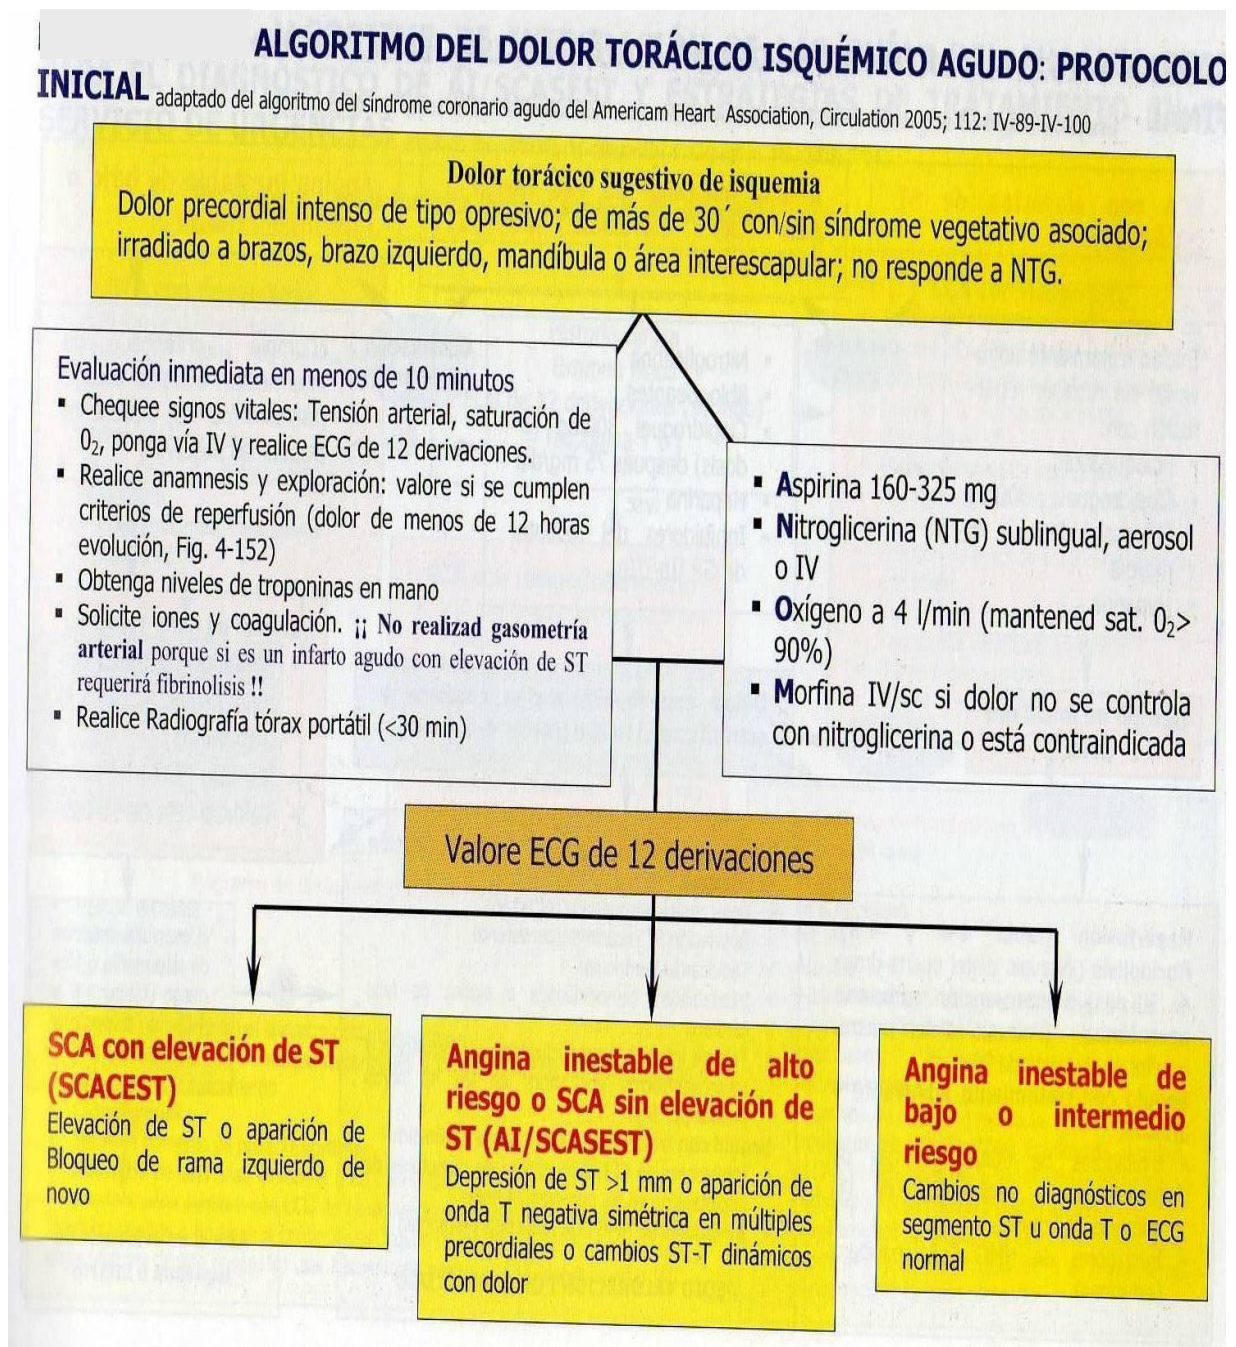 ALGORITMO DEL DOLOR TORÁCICO ISQUÉMICO AGUDO: PROTOCOLO
INICIAL adaptado del algoritmo del síndrome coronario agudo del Americam Heart Association, Circulation 2005; 112: IV-89-IV-100
Dolor torácico sugestivo de isquemia
Dolor precordial intenso de tipo opresivo; de más de 30´ con/sin síndrome vegetativo asociado;
irradiado a brazos, brazo izquierdo, mandíbula o área interescapular; no responde a NTG.
Evaluación inmediata en menos de 10 minutos
▪ Chequee signos vitales: Tensión arterial, saturación de
0₂, ponga vía IV y realice ECG de 12 derivaciones.
▪ Realice anamnesis y exploración: valore si se cumplen
criterios de reperfusión (dolor de menos de 12 horas
evolución, Fig. 4-152)
▪ Obtenga niveles de troponinas en mano
▪ Solicite iones y coagulación. ¡¡ No realizad gasometría
arterial porque si es un infarto agudo con elevación de ST
requerirá fibrinolisis !!
▪ Realice Radiografía tórax portátil (<30 min)
▪ Aspirina 160-325 mg
▪ Nitroglicerina (NTG) sublingual, aerosol
o IV
▪ Oxígeno a 4 l/min (mantened sat. 0₂>
90%)
▪ Morfina IV/sc si dolor no se contròla
con nitroglicerina o está contraindicada
Valore ECG de 12 derivaciones
SCA con elevación de ST
(SCACEST)
Elevación de ST o aparición de
Bloqueo de rama izquierdo de
novo
Angina inestable de alto
riesgo o SCA sin elevación de
ST (AI/SCASEST)
Depresión de ST >1 mm o aparición de
onda T negativa simétrica en múltiples
precordiales o cambios ST-T dinámicos
con dolor
Angina inestable de
bajo o intermedio
riesgo
Cambios no diagnósticos en
segmento ST u onda T o ECG
normal